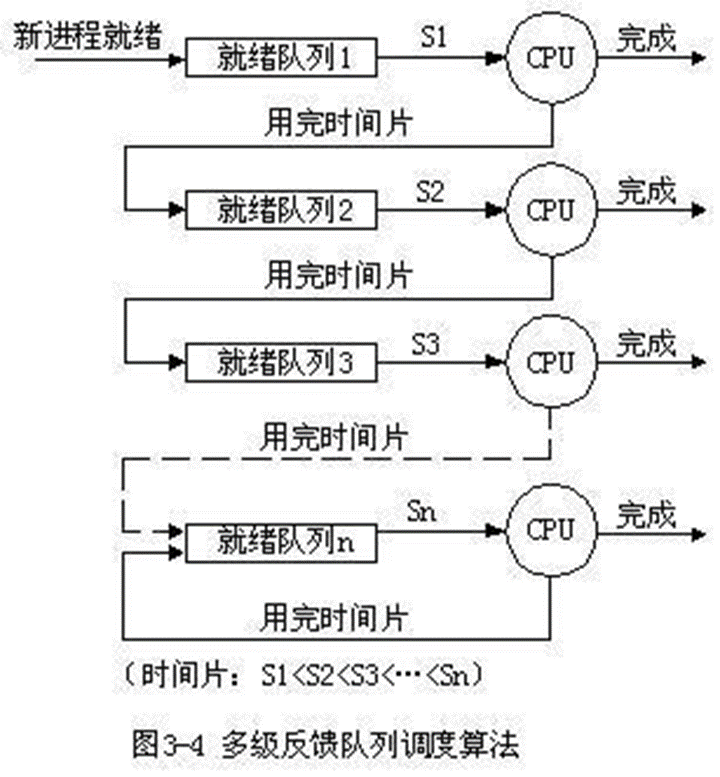 新进程就绪
就绪队列1
S1
CPU
完成
用完时间片
就绪队列2
S2
CPU
完成
用完时间片
就绪队列3
S3
CPU
完成
用完时间片
就绪队列n
Sn
CPU
完成
用完时间片
(时间片：S1<S2<S3<…<Sn)
图3-4 多级反馈队列调度算法